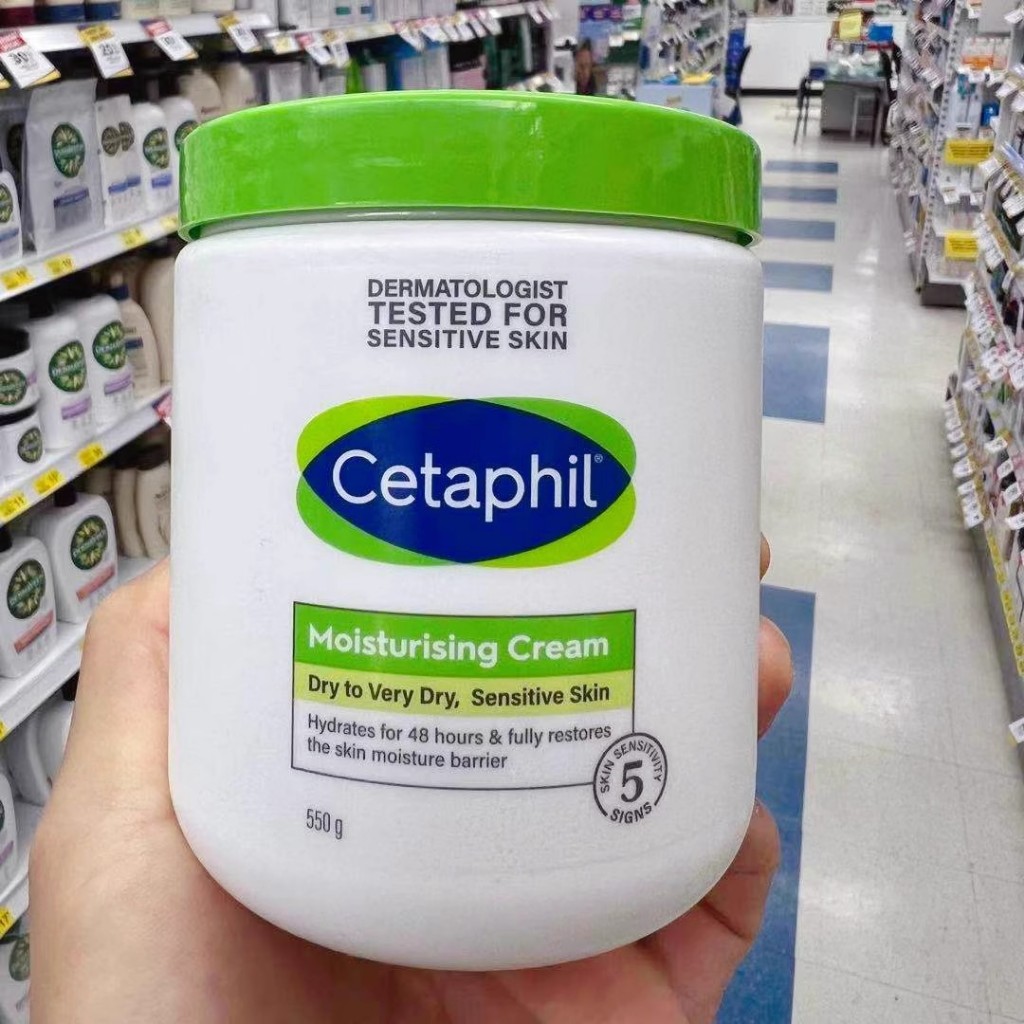 DERMATOLOGIST
TESTED FOR
SENSITIVE SKIN
Cetaphil®
Moisturising Cream
Dry to Very Dry, Sensitive Skin
Hydrates for 48 hours & fully restores
the skin moisture barrier
SKIN SENSITIVITY
5
SIGNS
550 g